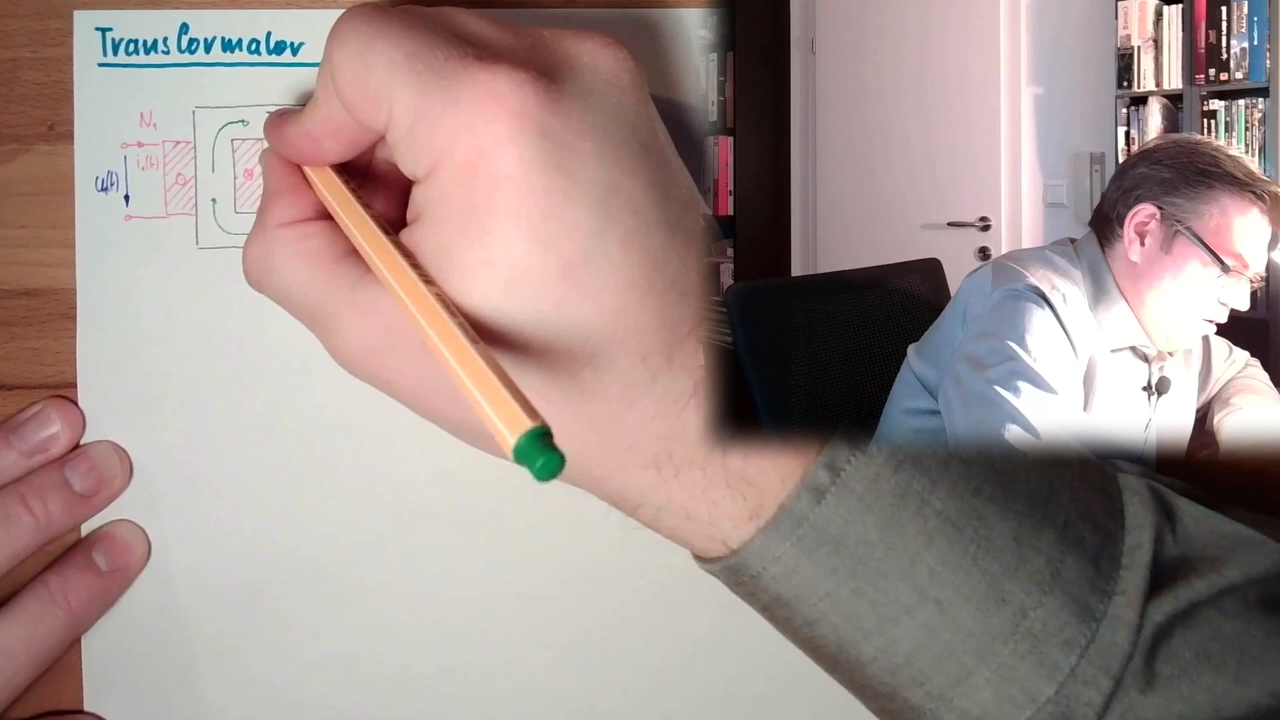 Transformator
N₁
i₁(t)
u₁(t)